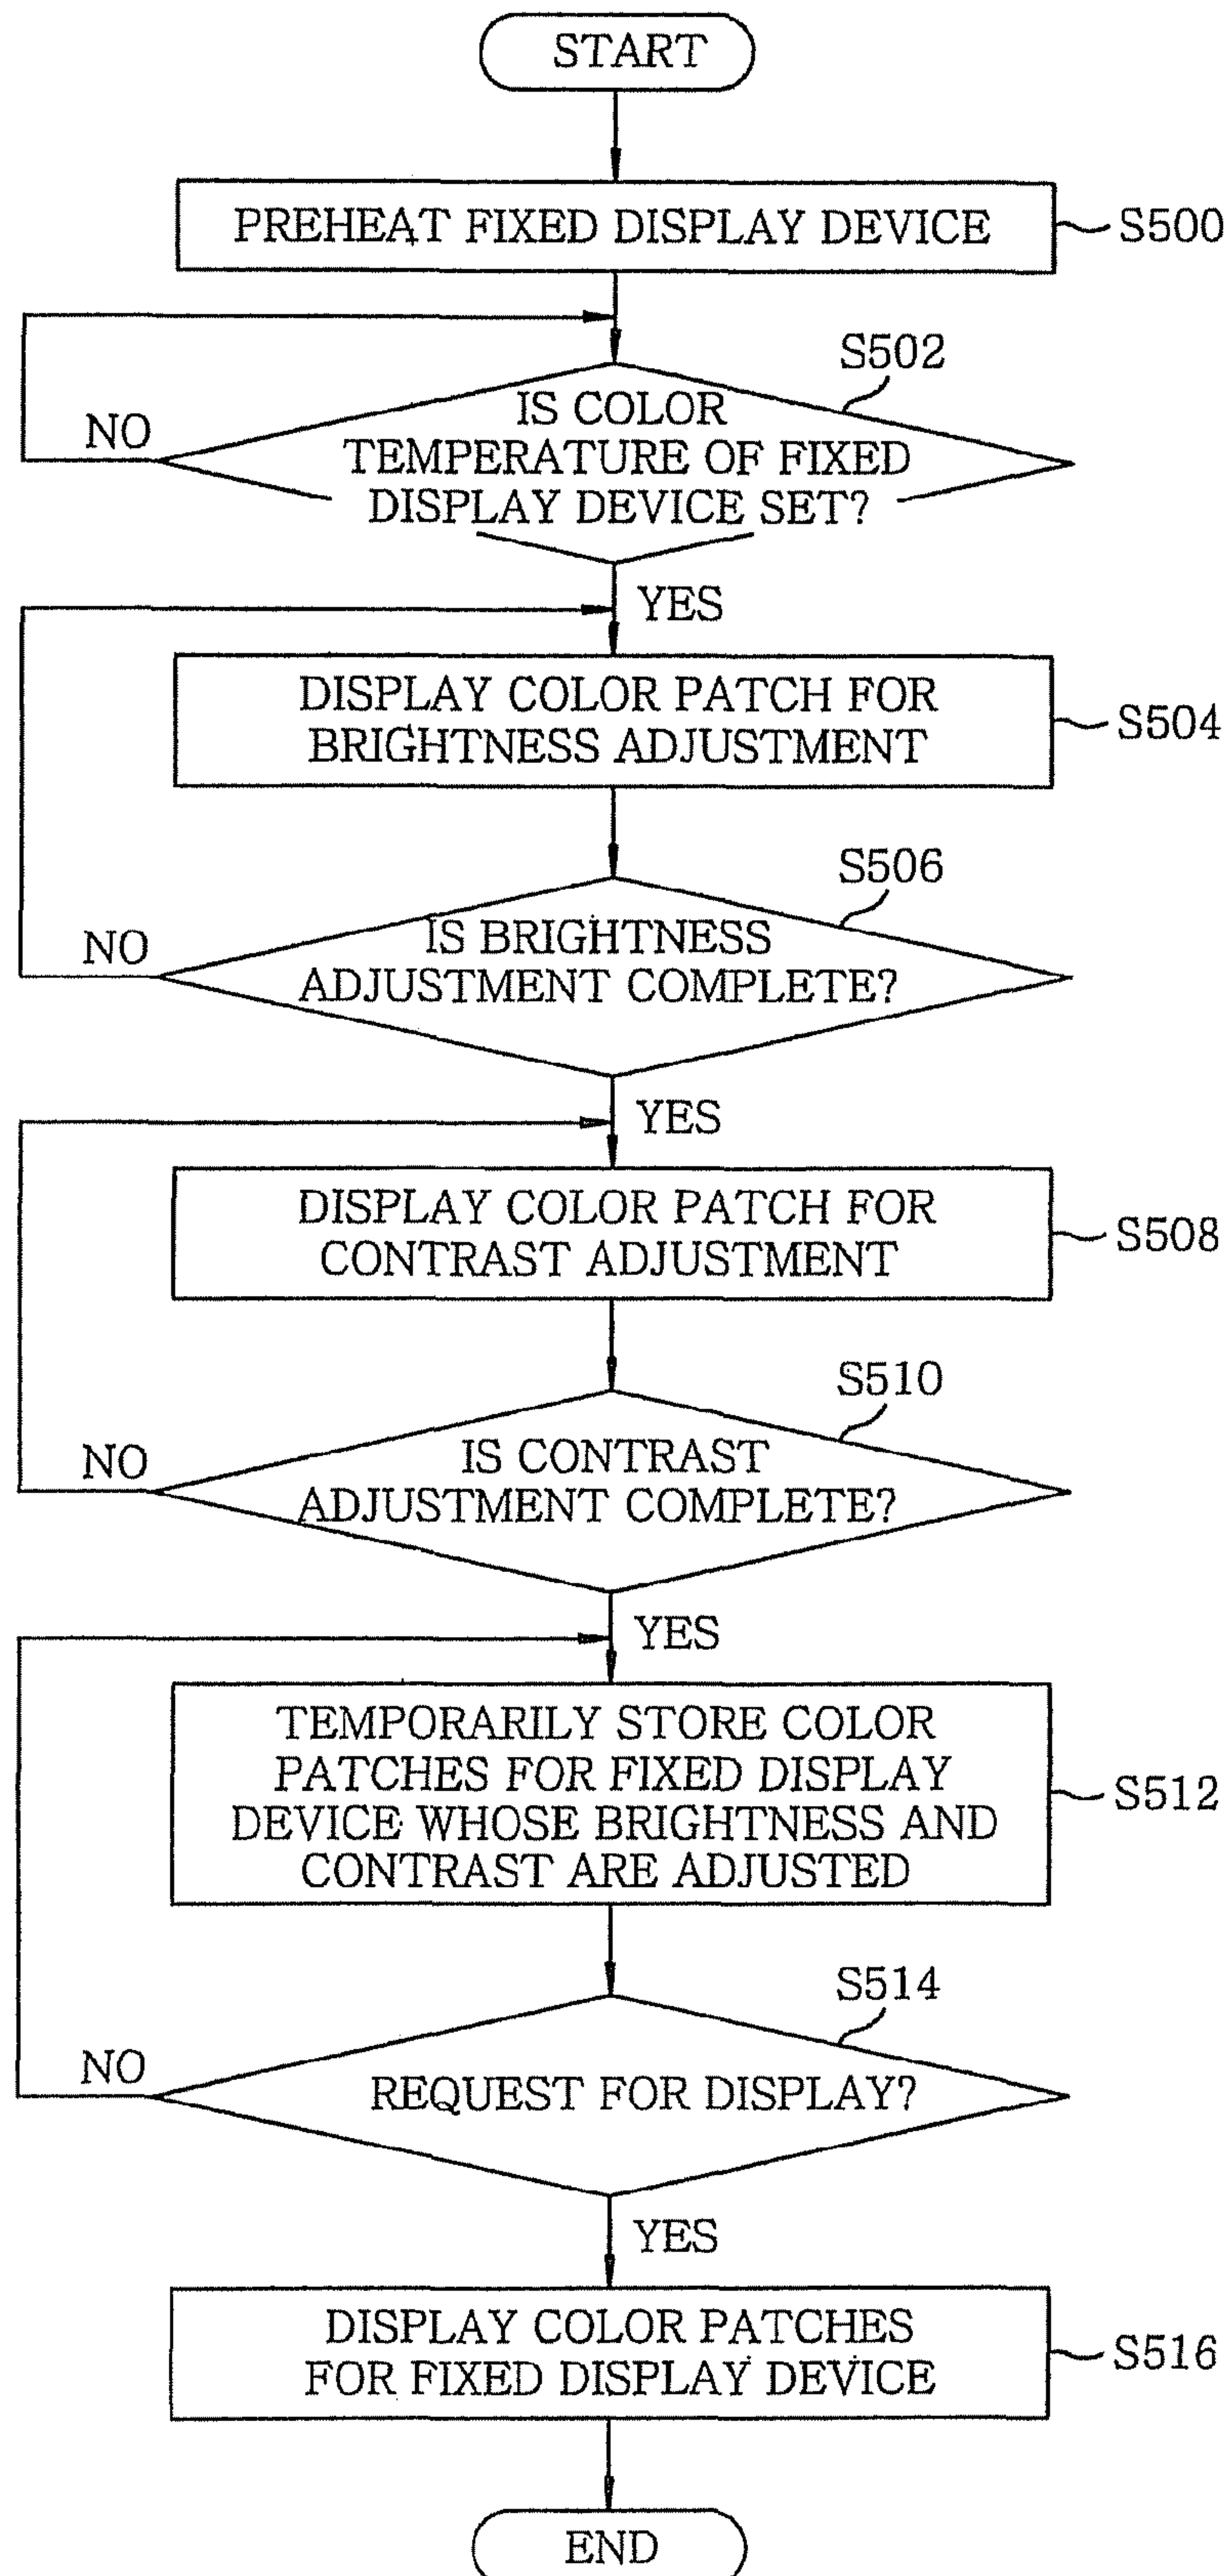 START
PREHEAT FIXED DISPLAY DEVICE
S500
S502
IS COLOR
TEMPERATURE OF FIXED
DISPLAY DEVICE SET?
NO
YES
DISPLAY COLOR PATCH FOR
BRIGHTNESS ADJUSTMENT
S504
S506
IS BRIGHTNESS
ADJUSTMENT COMPLETE?
NO
YES
DISPLAY COLOR PATCH FOR
CONTRAST ADJUSTMENT
S508
S510
IS CONTRAST
ADJUSTMENT COMPLETE?
NO
YES
TEMPORARILY STORE COLOR
PATCHES FOR FIXED DISPLAY
DEVICE WHOSE BRIGHTNESS AND
CONTRAST ARE ADJUSTED
S512
S514
REQUEST FOR DISPLAY?
NO
YES
DISPLAY COLOR PATCHES
FOR FIXED DISPLAY DEVICE
S516
END